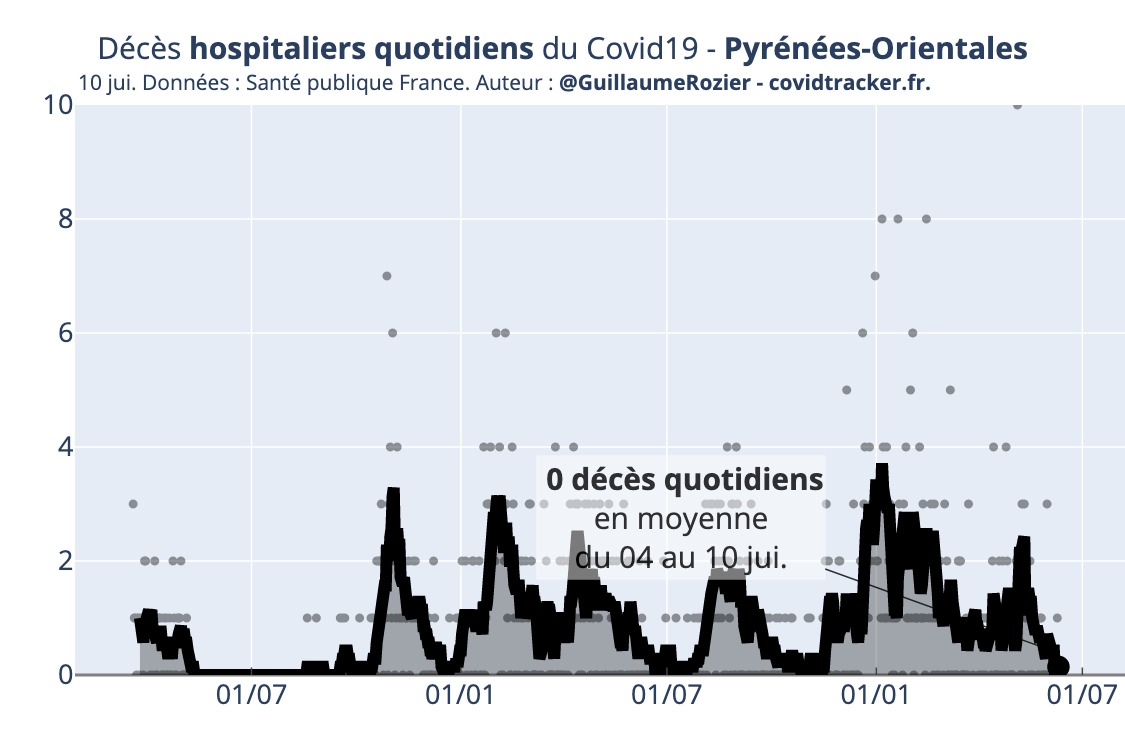 Décès hospitaliers quotidiens du Covid19 - Pyrénées-Orientales
10 jui. Données : Santé publique France. Auteur : @GuillaumeRozier - covidtracker.fr.
10
8
6
4
2
0
0 décès quotidiens
en moyenne
du 04 au 10 jui.
01/07 01/01 01/07 01/01 01/07